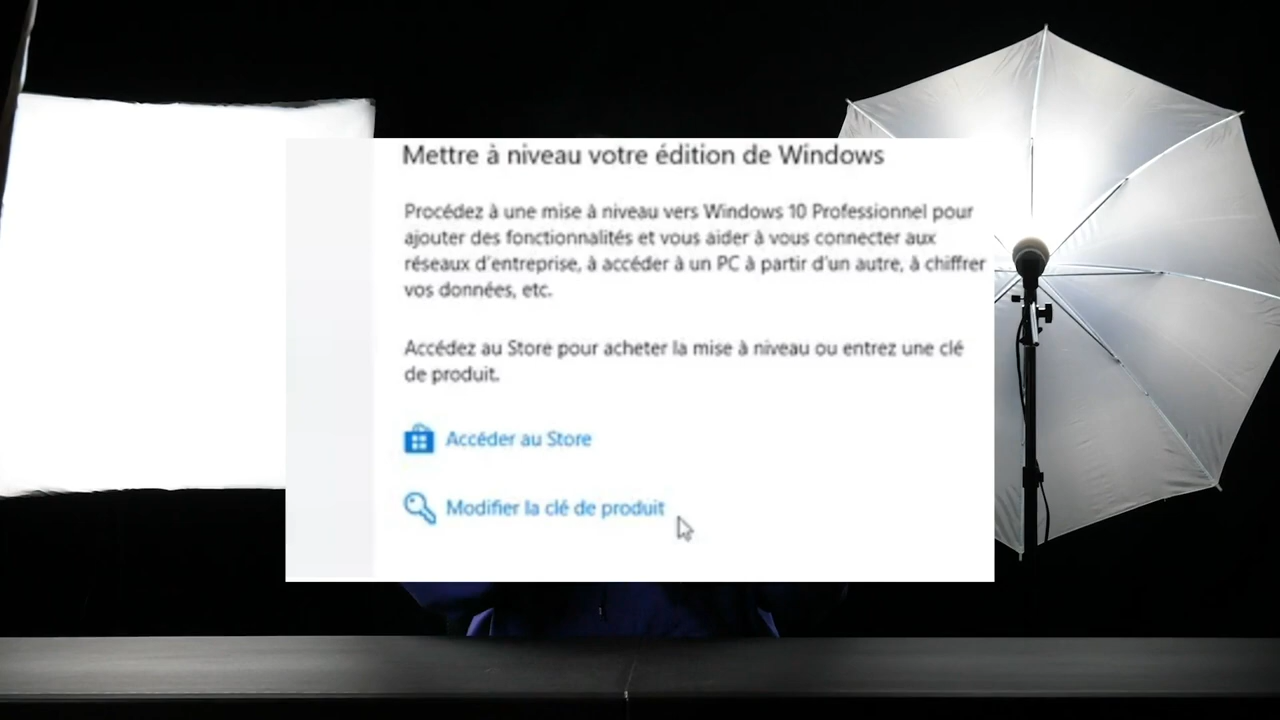 Mettre à niveau votre édition de Windows
Procédez à une mise à niveau vers Windows 10 Professionnel pour
ajouter des fonctionnalités et vous aider à vous connecter aux
réseaux d'entreprise, à accéder à un PC à partir d'un autre, à chiffrer
vos données, etc.
Accédez au Store pour acheter la mise à niveau ou entrez une clé
de produit.
Accéder au Store
Modifier la clé de produit